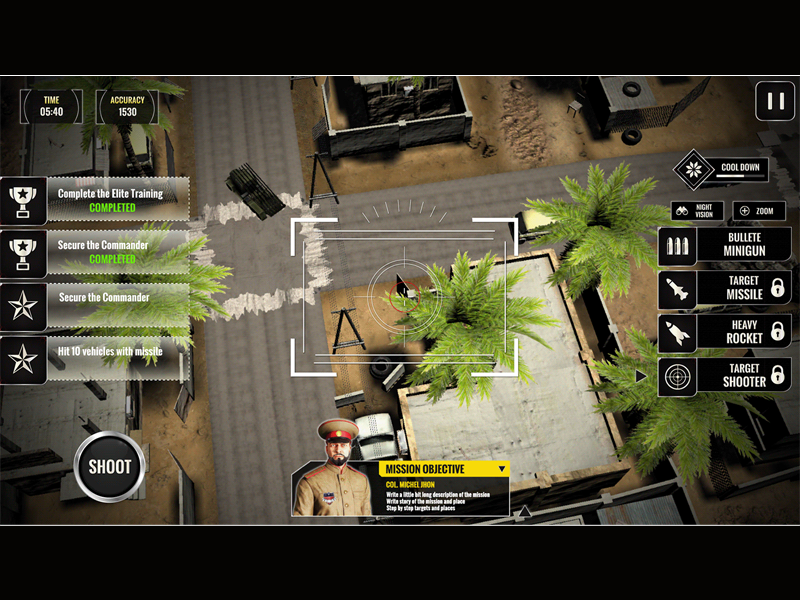 TIME
05:40
ACCURACY
1530
Complete the Elite Training
COMPLETED
Secure the Commander
COMPLETED
Secure the Commander
Hit 10 vehicles with missile
SHOOT
COOL DOWN
NIGHT
VISION
ZOOM
BULLETE
MINIGUN
TARGET
MISSILE
HEAVY
ROCKET
TARGET
SHOOTER
MISSION OBJECTIVE
COL. MICHEL JHON
Write a little bit long description of the mission
Write story of the mission and place
Step by stop targets and places